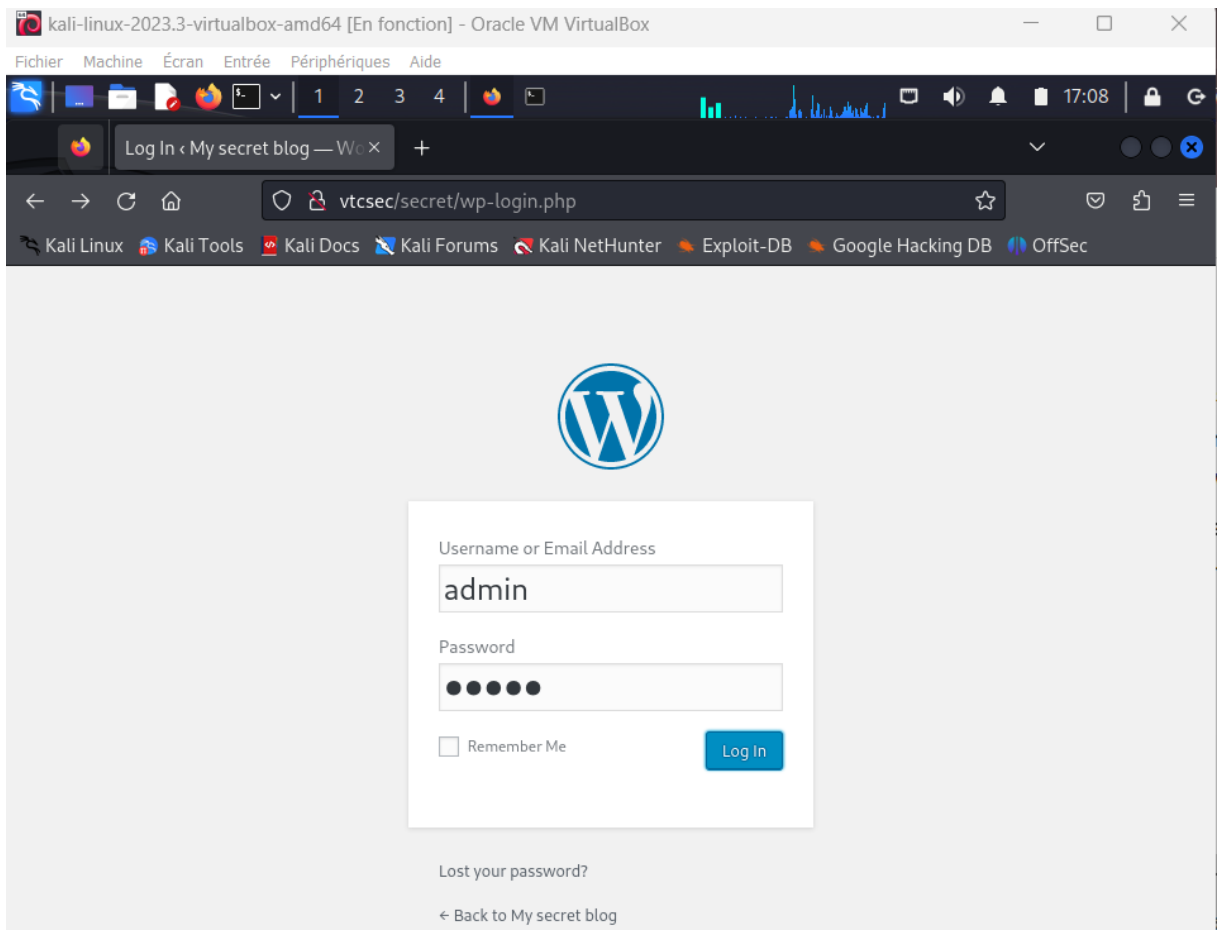 kali-linux-2023.3-virtualbox-amd64 [En fonction] - Oracle VM VirtualBox
Fichier Machine Écran Entrée Périphériques Aide
1 2 3 4 17:08
Log In ‹ My secret blog — Wo
vtcsec/secret/wp-login.php
Kali Linux Kali Tools Kali Docs Kali Forums Kali NetHunter Exploit-DB Google Hacking DB OffSec
Username or Email Address
admin
Password
●●●●●
Remember Me Log In
Lost your password?
← Back to My secret blog